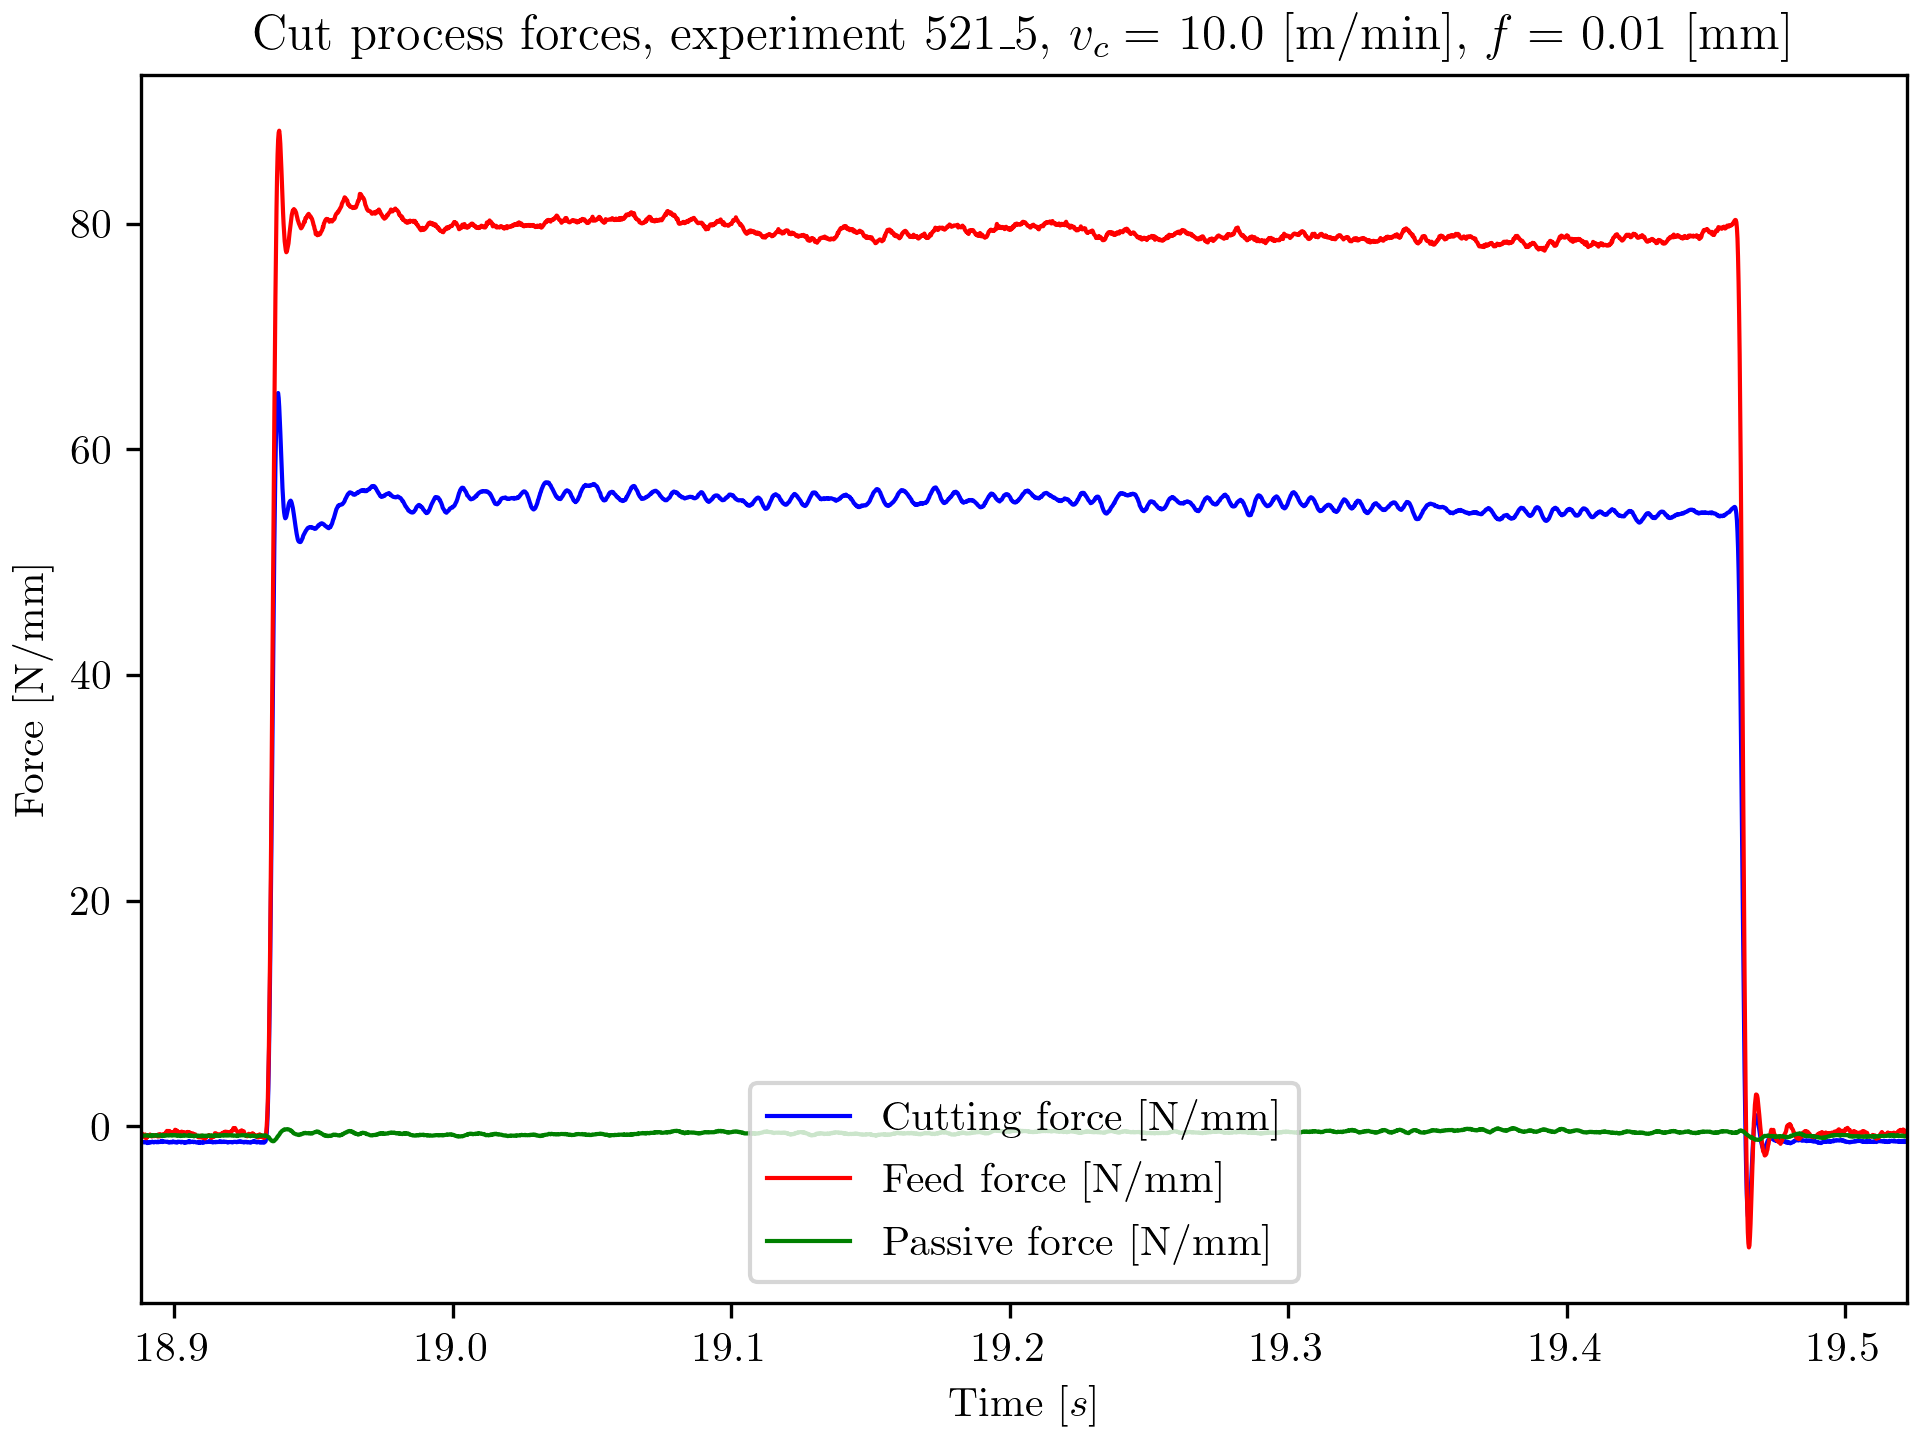 Cut process forces, experiment 521_5, v_c = 10.0 [m/min], f = 0.01 [mm]
Force [N/mm]
80
60
40
20
0
Cutting force [N/mm]
Feed force [N/mm]
Passive force [N/mm]
18.9 19.0 19.1 19.2 19.3 19.4 19.5
Time [s]